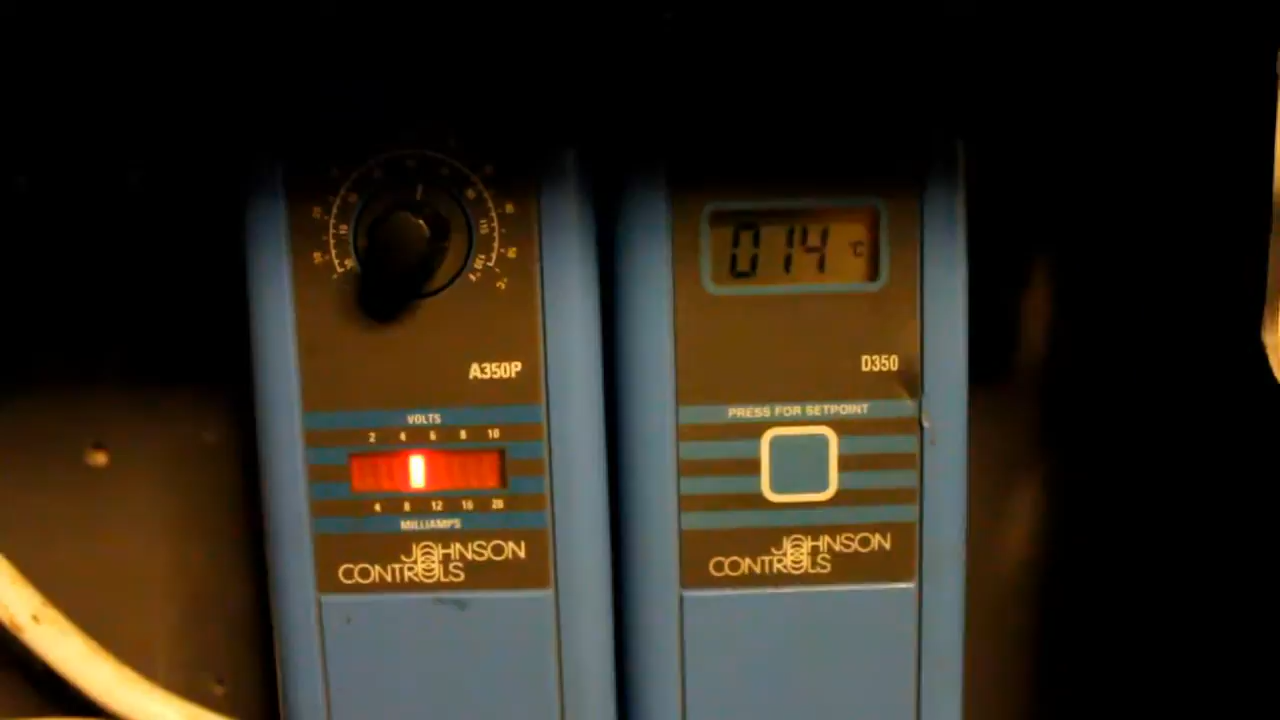 A350P
VOLTS
2 4 6 8 10
4 8 12 16 20
MILLIAMPS
JOHNSON
CONTROLS
014 °C
D350
PRESS FOR SETPOINT
JOHNSON
CONTROLS